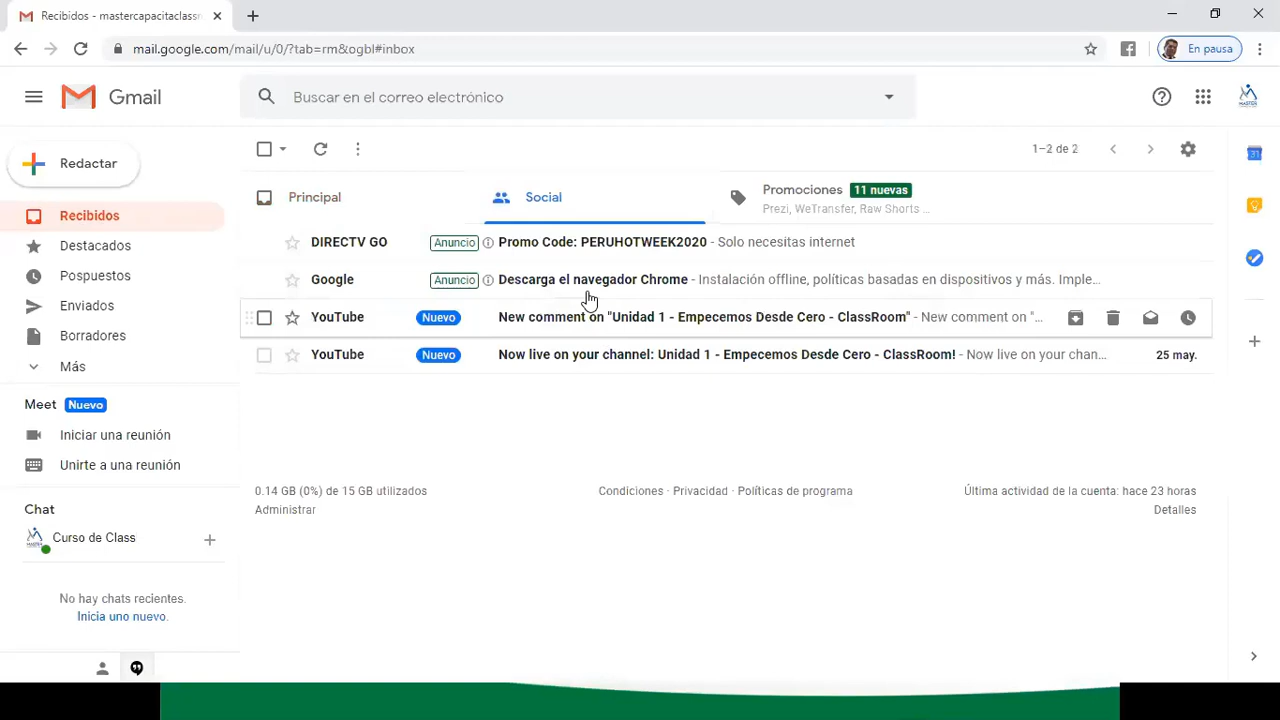 Recibidos - mastercapacitaclassr
mail.google.com/mail/u/0/?tab=rm&ogbl#inbox
En pausa
Gmail
Buscar en el correo electrónico
Redactar
1–2 de 2
Principal
Social
Promociones 11 nuevas
Prezi, WeTransfer, Raw Shorts ...
Recibidos
Destacados
Pospuestos
Enviados
Borradores
Más
DIRECTV GO Anuncio Promo Code: PERUHOTWEEK2020 - Solo necesitas internet
Google Anuncio Descarga el navegador Chrome - Instalación offline, políticas basadas en dispositivos y más. Imple...
YouTube Nuevo New comment on "Unidad 1 - Empecemos Desde Cero - ClassRoom" - New comment on "...
YouTube Nuevo Now live on your channel: Unidad 1 - Empecemos Desde Cero - ClassRoom! - Now live on your chan... 25 may.
Meet Nuevo
Iniciar una reunión
Unirte a una reunión
Chat
Curso de Class
No hay chats recientes.
Inicia uno nuevo.
0.14 GB (0%) de 15 GB utilizados
Administrar
Condiciones · Privacidad · Políticas de programa
Última actividad de la cuenta: hace 23 horas
Detalles